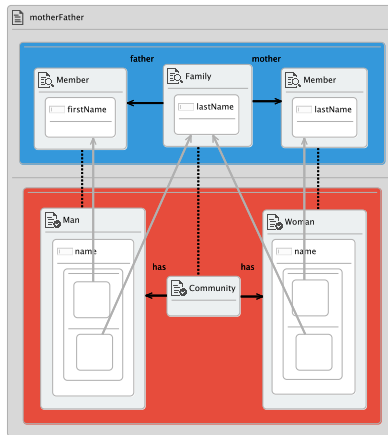 motherFather
father mother
Member Family Member
firstName lastName lastName
Man Woman
name name
has has
Community